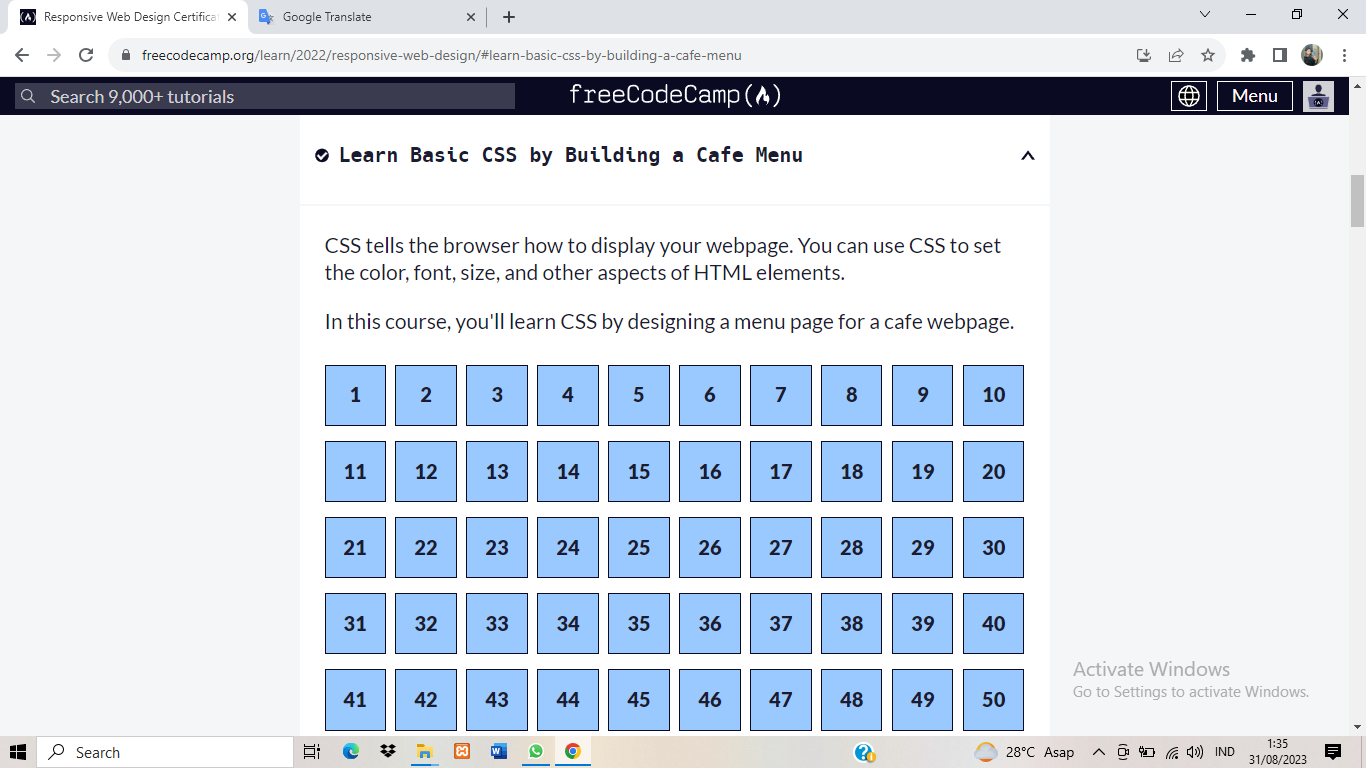 Responsive Web Design Certifica
Google Translate
freecodecamp.org/learn/2022/responsive-web-design/#learn-basic-css-by-building-a-cafe-menu
Search 9,000+ tutorials
freeCodeCamp
Menu
Learn Basic CSS by Building a Cafe Menu
CSS tells the browser how to display your webpage. You can use CSS to set
the color, font, size, and other aspects of HTML elements.
In this course, you'll learn CSS by designing a menu page for a cafe webpage.
1 2 3 4 5 6 7 8 9 10
11 12 13 14 15 16 17 18 19 20
21 22 23 24 25 26 27 28 29 30
31 32 33 34 35 36 37 38 39 40
41 42 43 44 45 46 47 48 49 50
Activate Windows
Go to Settings to activate Windows.
Search
28°C Asap
IND
1:35
31/08/2023